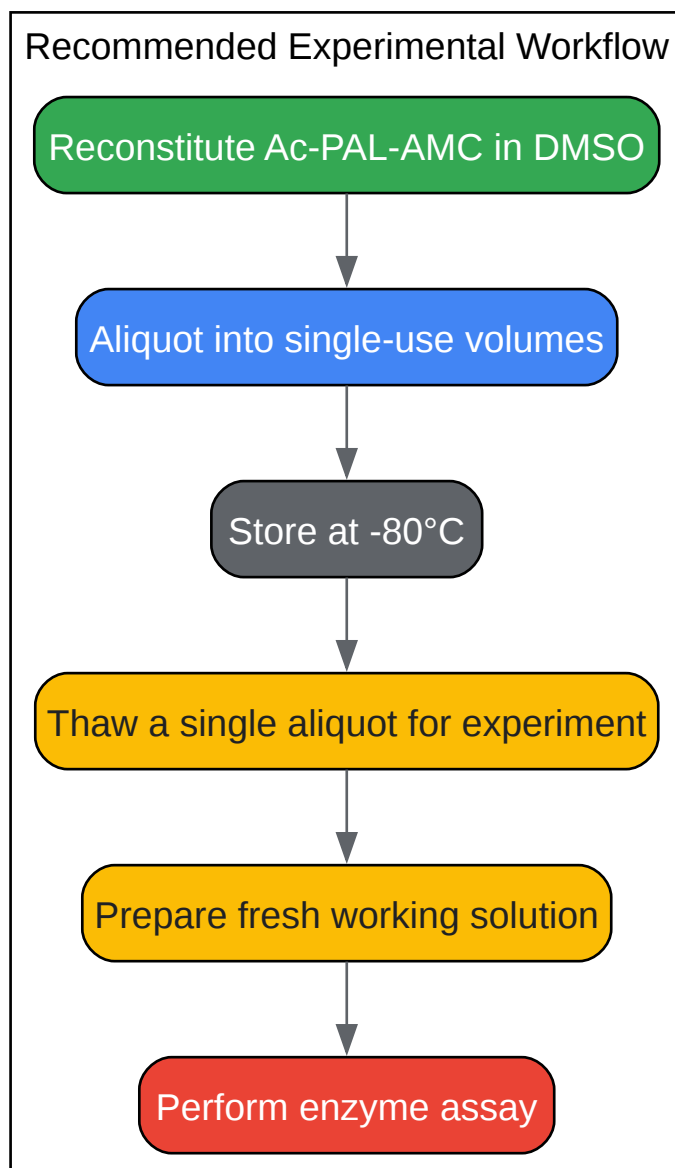 Recommended Experimental Workflow
Reconstitute Ac-PAL-AMC in DMSO
Aliquot into single-use volumes
Store at -80°C
Thaw a single aliquot for experiment
Prepare fresh working solution
Perform enzyme assay